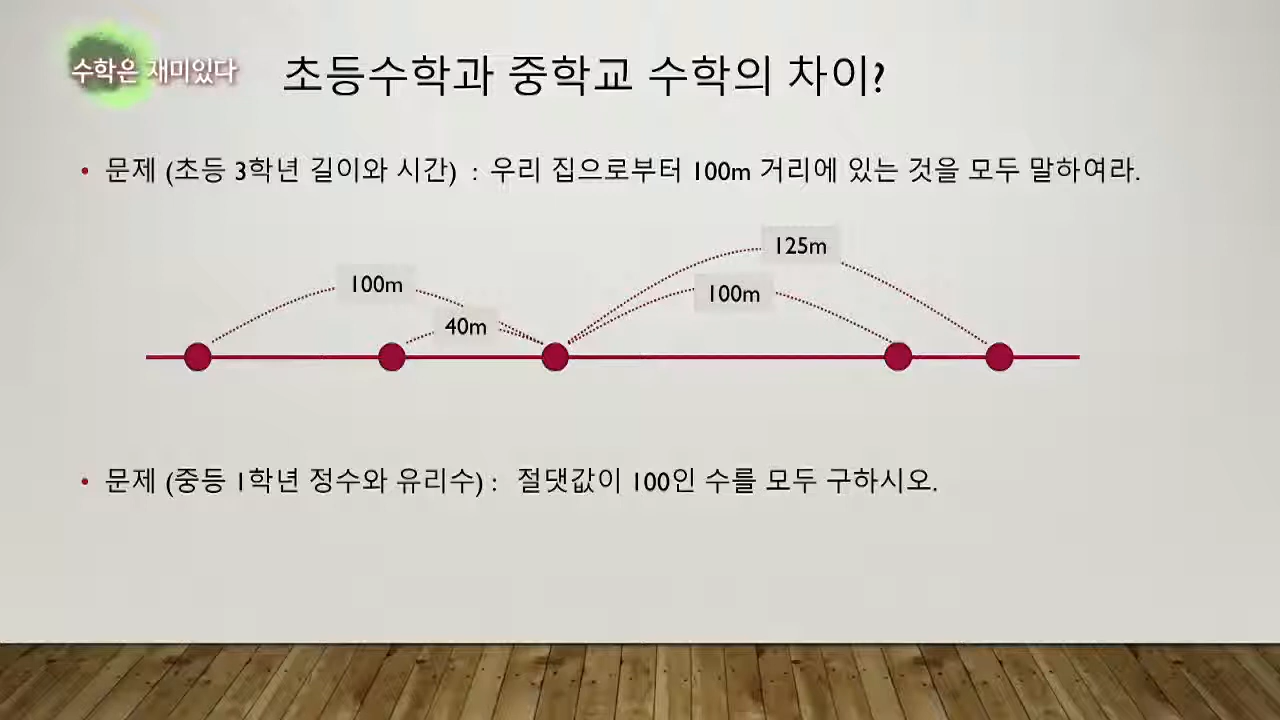 수학은 재미있다
초등수학과 중학교 수학의 차이?
• 문제 (초등 3학년 길이와 시간) : 우리 집으로부터 100m 거리에 있는 것을 모두 말하여라.
125m
100m
100m
40m
• 문제 (중등 1학년 정수와 유리수) : 절댓값이 100인 수를 모두 구하시오.